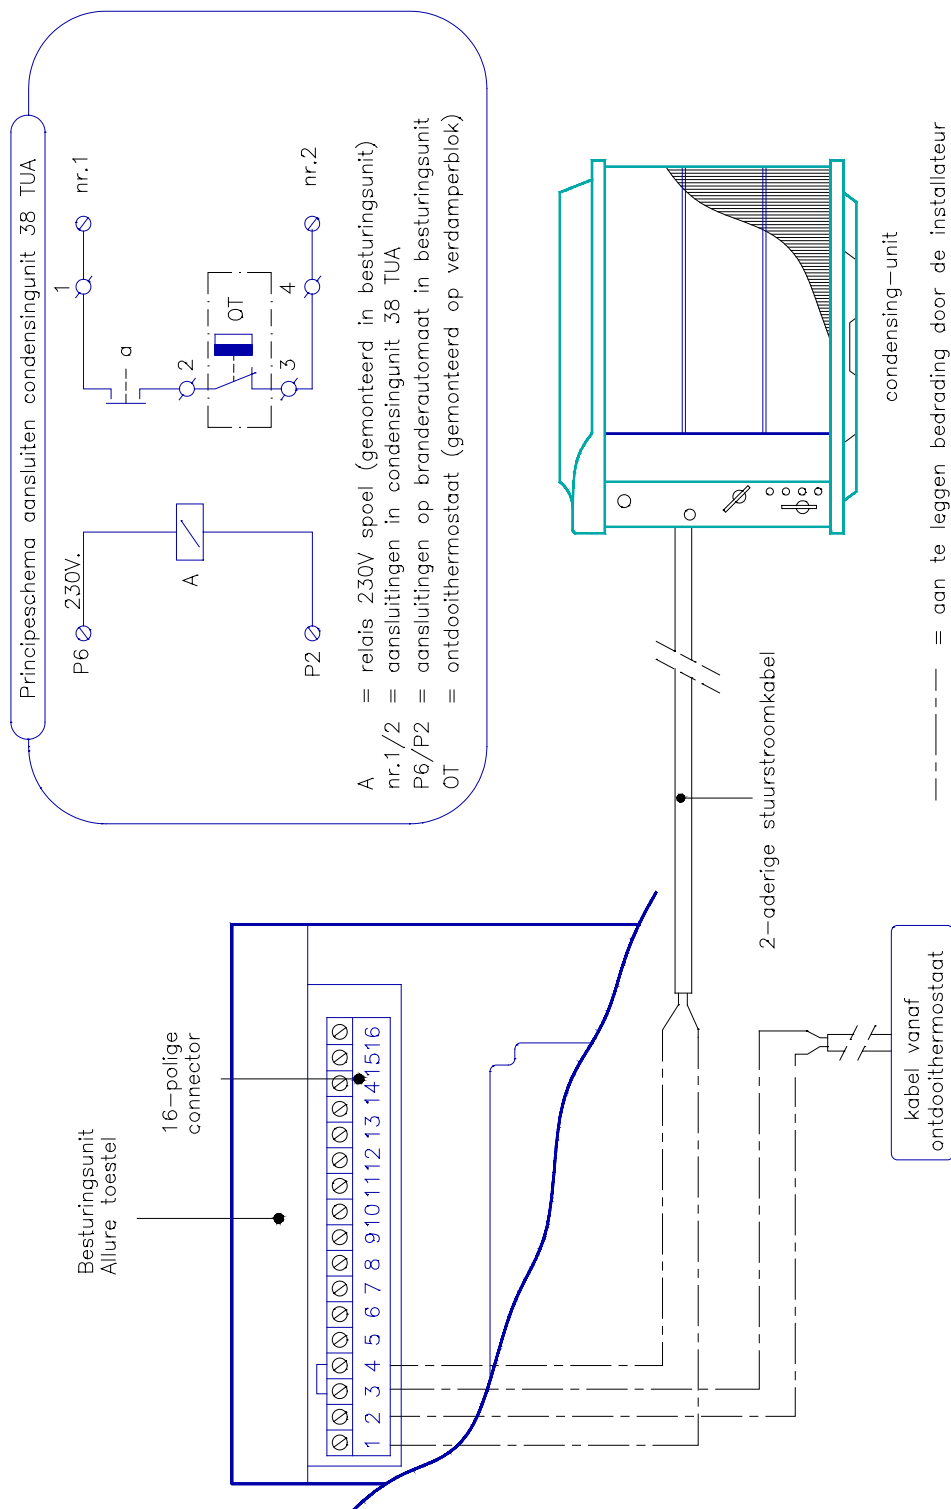 Principeschema aansluiten condensingunit 38 TUA
P6
230V.
A
P2
a
1
nr.1
2
OT
3
4
nr.2
A = relais 230V spoel (gemonteerd in besturingsunit)
nr.1/2 = aansluitingen in condensingunit 38 TUA
P6/P2 = aansluitingen op branderautomaat in besturingsunit
OT = ontdooithermostaat (gemonteerd op verdamperblok)
Besturingsunit
Allure toestel
16-polige
connector
1 2 3 4 5 6 7 8 9 10 11 12 13 14 15 16
2-aderige stuurstroomkabel
condensing-unit
kabel vanaf
ontdooithermostaat
= aan te leggen bedrading door de installateur